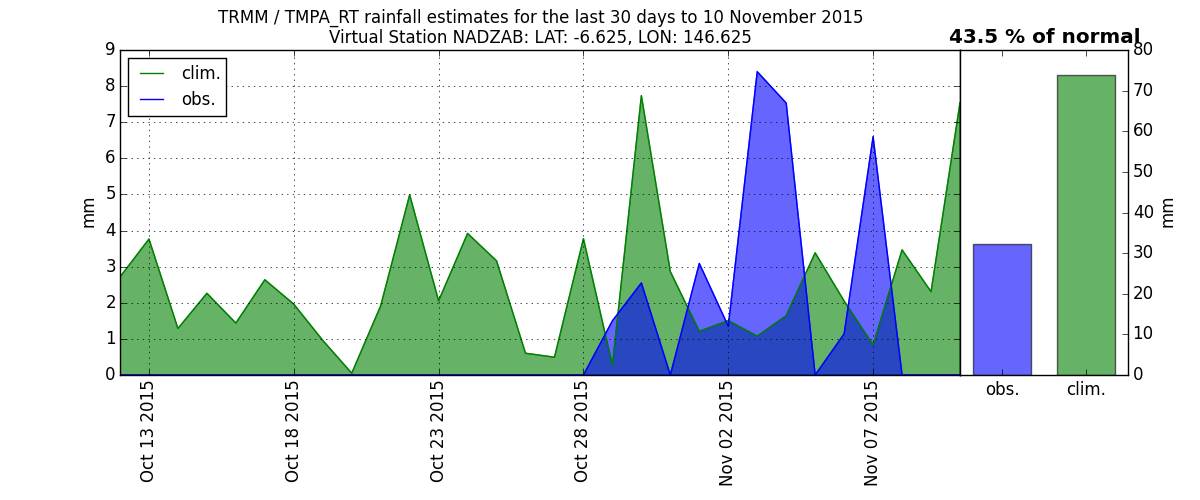 TRMM / TMPA_RT rainfall estimates for the last 30 days to 10 November 2015
Virtual Station NADZAB: LAT: -6.625, LON: 146.625
43.5 % of normal
clim.
obs.
mm
9
8
7
6
5
4
3
2
1
0
Oct 13 2015
Oct 18 2015
Oct 23 2015
Oct 28 2015
Nov 02 2015
Nov 07 2015
80
70
60
50
40
30
20
10
0
mm
obs.
clim.